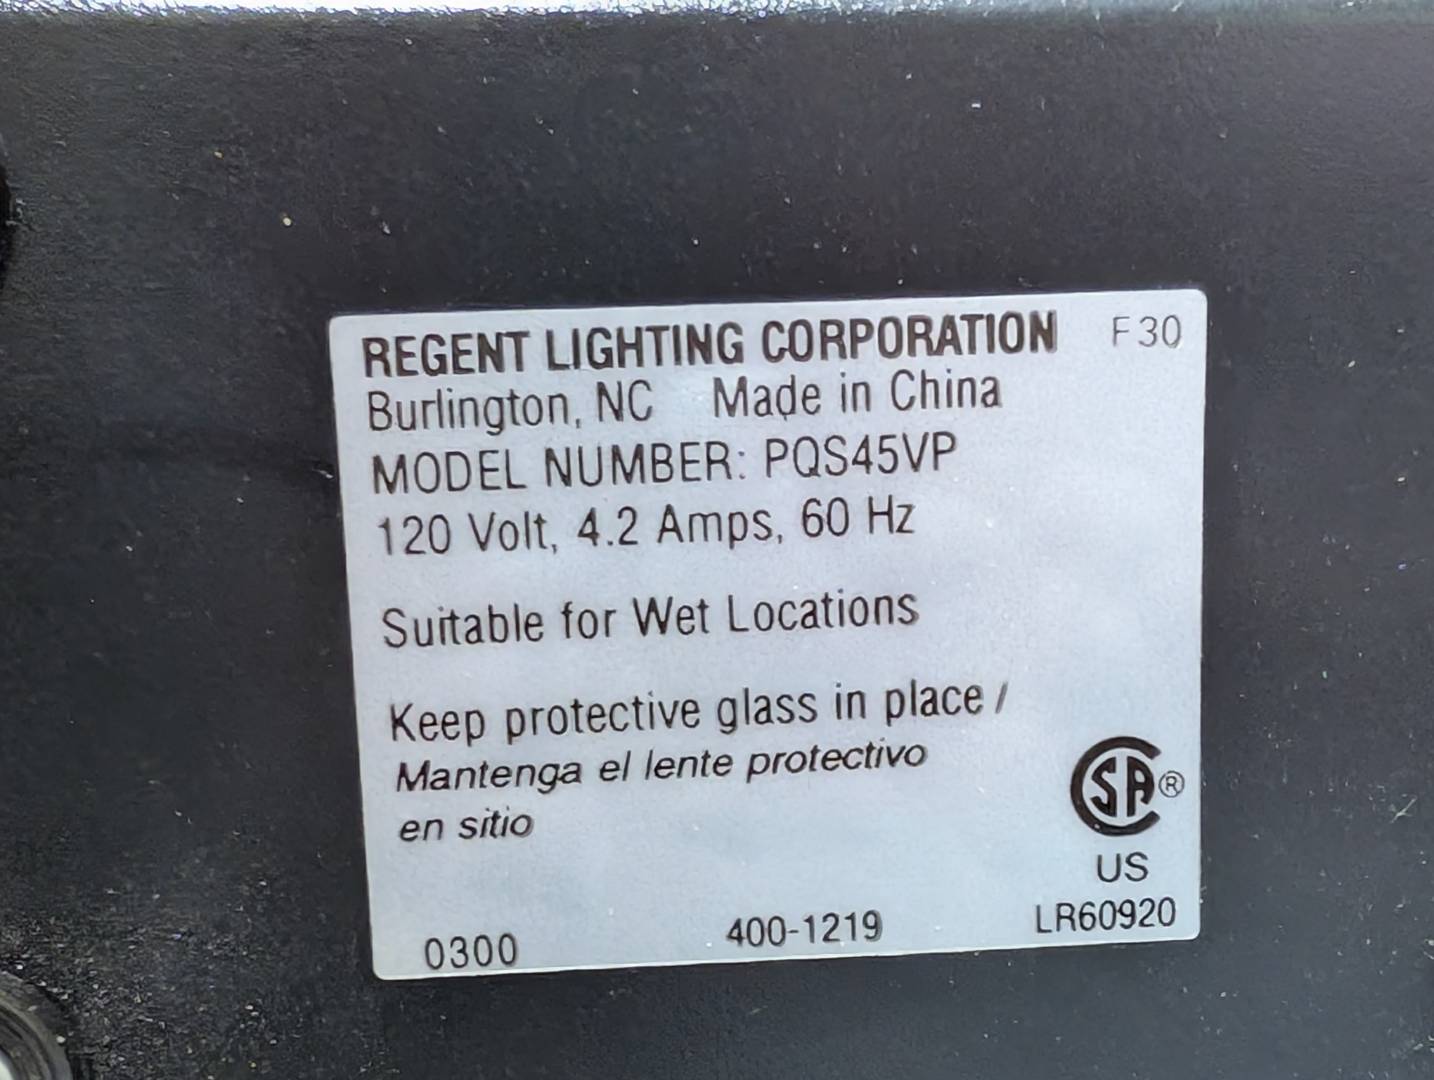 REGENT LIGHTING CORPORATION F30
Burlington, NC Made in China
MODEL NUMBER: PQS45VP
120 Volt, 4.2 Amps, 60 Hz
Suitable for Wet Locations
Keep protective glass in place /
Mantenga el lente protectivo
en sitio
SA®
US
0300 400-1219 LR60920